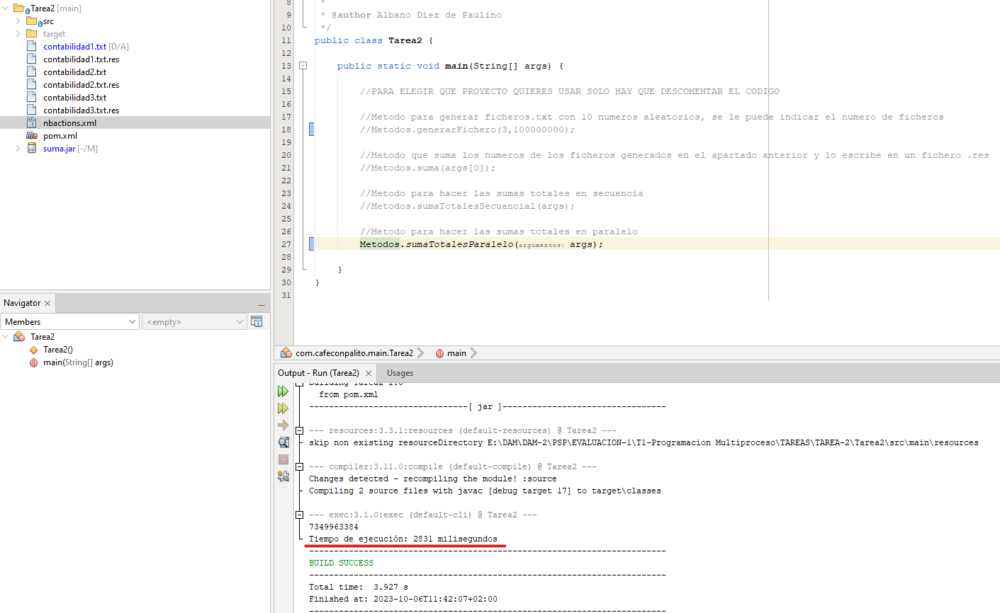 Tarea2 [main]
src
target
contabilidad1.txt [D/A]
contabilidad1.txt.res
contabilidad2.txt
contabilidad2.txt.res
contabilidad3.txt
contabilidad3.txt.res
nbactions.xml
pom.xml
suma.jar [-/M]
Navigator
Members
<empty>
Tarea2
Tarea2()
main(String[] args)
8 *
9 * @author Albano Díez de Paulino
10 */
11 public class Tarea2 {
12
13 public static void main(String[] args) {
14
15 //PARA ELEGIR QUE PROYECTO QUIERES USAR SOLO HAY QUE DESCOMENTAR EL CODIGO
16
17 //Metodo para generar ficheros.txt con 10 numeros aleatorios, se le puede indicar el numero de ficheros
18 //Metodos.generarFichero(3,100000000);
19
20 //Metodo que suma los numeros de los ficheros generados en el apartado anterior y lo escribe en un fichero .res
21 //Metodos.suma(args[0]);
22
23 //Metodo para hacer las sumas totales en secuencia
24 //Metodos.sumaTotalesSecuencial(args);
25
26 //Metodo para hacer las sumas totales en paralelo
27 Metodos.sumaTotalesParalelo(argumentos: args);
28
29 }
30 }
31
com.cafeconpalito.main.Tarea2 main
Output - Run (Tarea2) Usages
Building Tarea2 1.0
from pom.xml
--------------------------------[ jar ]---------------------------------
--- resources:3.3.1:resources (default-resources) @ Tarea2 ---
skip non existing resourceDirectory E:\DAM\DAM-2\PSP\EVALUACION-1\T1-Programacion Multiproceso\TAREAS\TAREA-2\Tarea2\src\main\resources
--- compiler:3.11.0:compile (default-compile) @ Tarea2 ---
Changes detected - recompiling the module! :source
Compiling 2 source files with javac [debug target 17] to target\classes
--- exec:3.1.0:exec (default-cli) @ Tarea2 ---
7349963384
Tiempo de ejecución: 2831 milisegundos
------------------------------------------------------------------------
BUILD SUCCESS
------------------------------------------------------------------------
Total time:  3.927 s
Finished at: 2023-10-06T11:42:07+02:00
------------------------------------------------------------------------